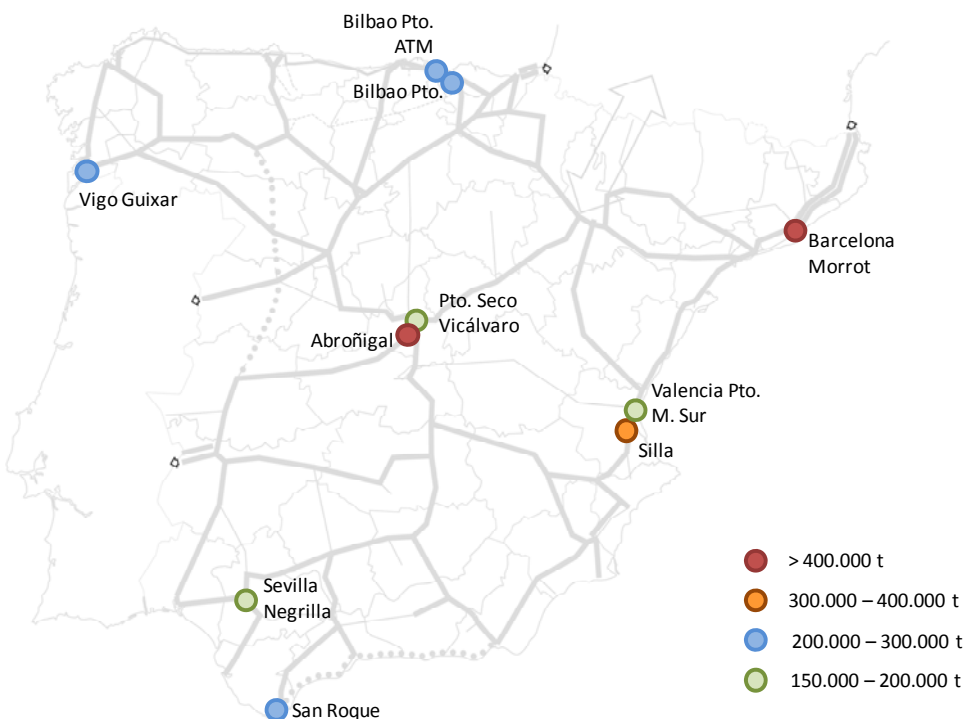 Bilbao Pto.
ATM
Bilbao Pto.
Vigo Guixar
Barcelona
Morrot
Pto. Seco
Vicálvaro
Abroñigal
Valencia Pto.
M. Sur
Silla
Sevilla
Negrilla
San Roque
> 400.000 t
300.000 – 400.000 t
200.000 – 300.000 t
150.000 – 200.000 t